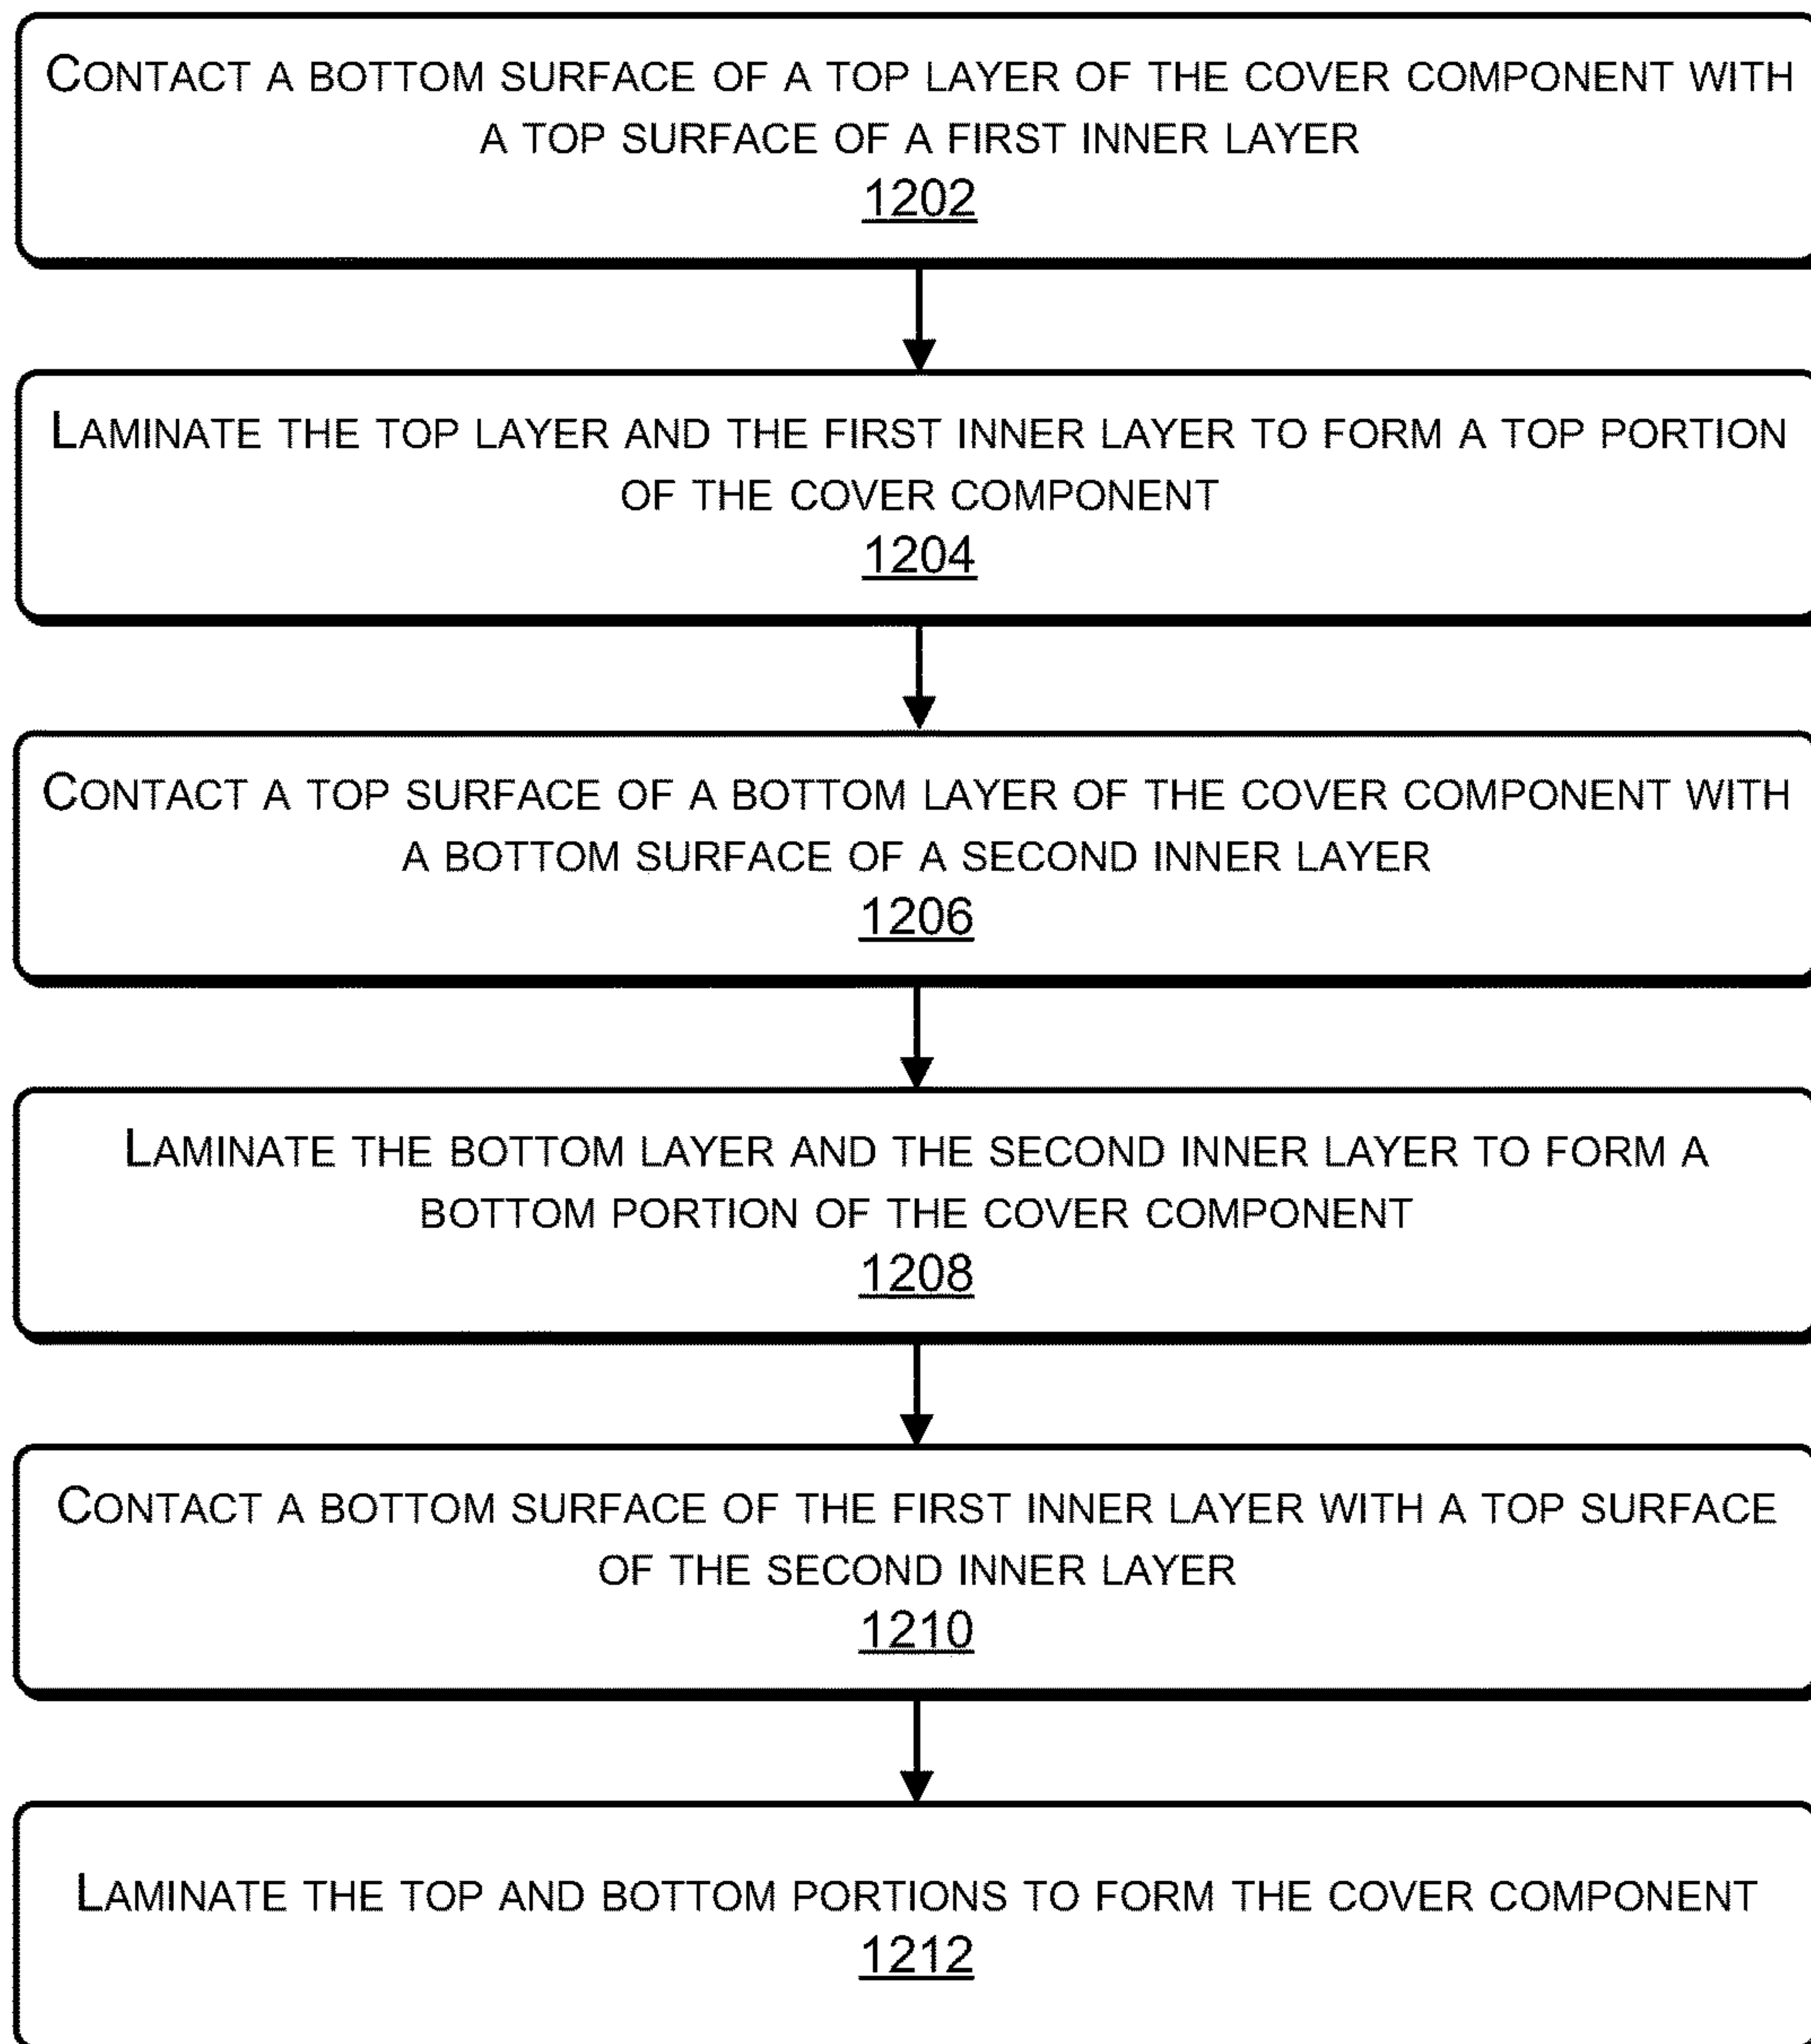 CONTACT A BOTTOM SURFACE OF A TOP LAYER OF THE COVER COMPONENT WITH
A TOP SURFACE OF A FIRST INNER LAYER
1202
LAMINATE THE TOP LAYER AND THE FIRST INNER LAYER TO FORM A TOP PORTION
OF THE COVER COMPONENT
1204
CONTACT A TOP SURFACE OF A BOTTOM LAYER OF THE COVER COMPONENT WITH
A BOTTOM SURFACE OF A SECOND INNER LAYER
1206
LAMINATE THE BOTTOM LAYER AND THE SECOND INNER LAYER TO FORM A
BOTTOM PORTION OF THE COVER COMPONENT
1208
CONTACT A BOTTOM SURFACE OF THE FIRST INNER LAYER WITH A TOP SURFACE
OF THE SECOND INNER LAYER
1210
LAMINATE THE TOP AND BOTTOM PORTIONS TO FORM THE COVER COMPONENT
1212